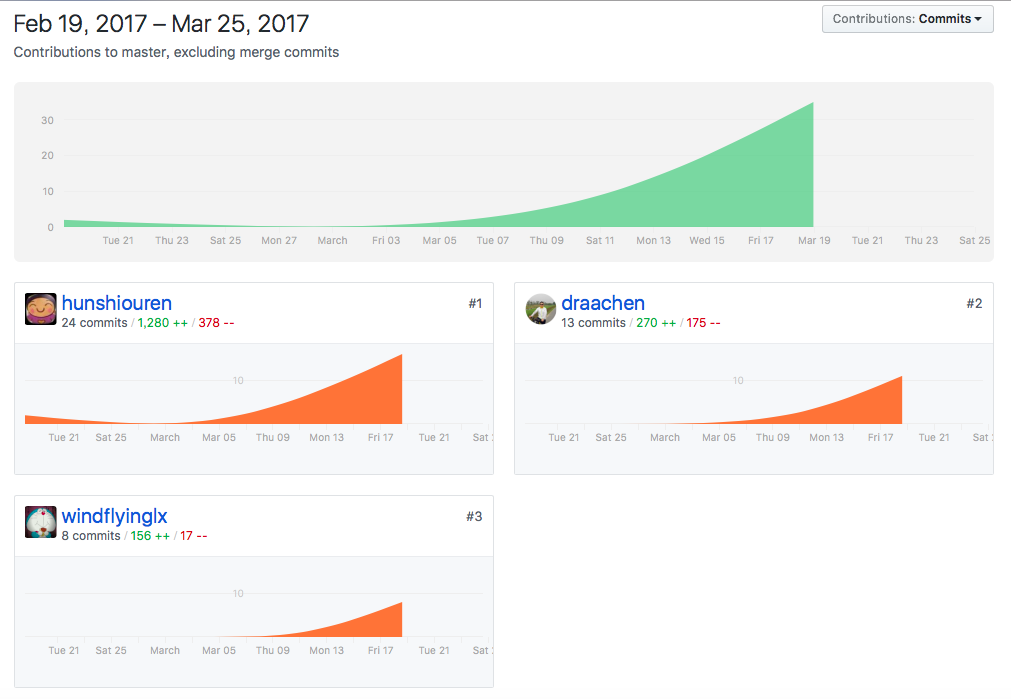 Feb 19, 2017 – Mar 25, 2017
Contributions: Commits
Contributions to master, excluding merge commits
30
20
10
0
Tue 21 Thu 23 Sat 25 Mon 27 March Fri 03 Mar 05 Tue 07 Thu 09 Sat 11 Mon 13 Wed 15 Fri 17 Mar 19 Tue 21 Thu 23 Sat 25
hunshiouren #1
24 commits / 1,280 ++ / 378 --
10
Tue 21 Sat 25 March Mar 05 Thu 09 Mon 13 Fri 17 Tue 21 Sat
draachen #2
13 commits / 270 ++ / 175 --
10
Tue 21 Sat 25 March Mar 05 Thu 09 Mon 13 Fri 17 Tue 21 Sat
windflyinglx #3
8 commits / 156 ++ / 17 --
10
Tue 21 Sat 25 March Mar 05 Thu 09 Mon 13 Fri 17 Tue 21 Sat